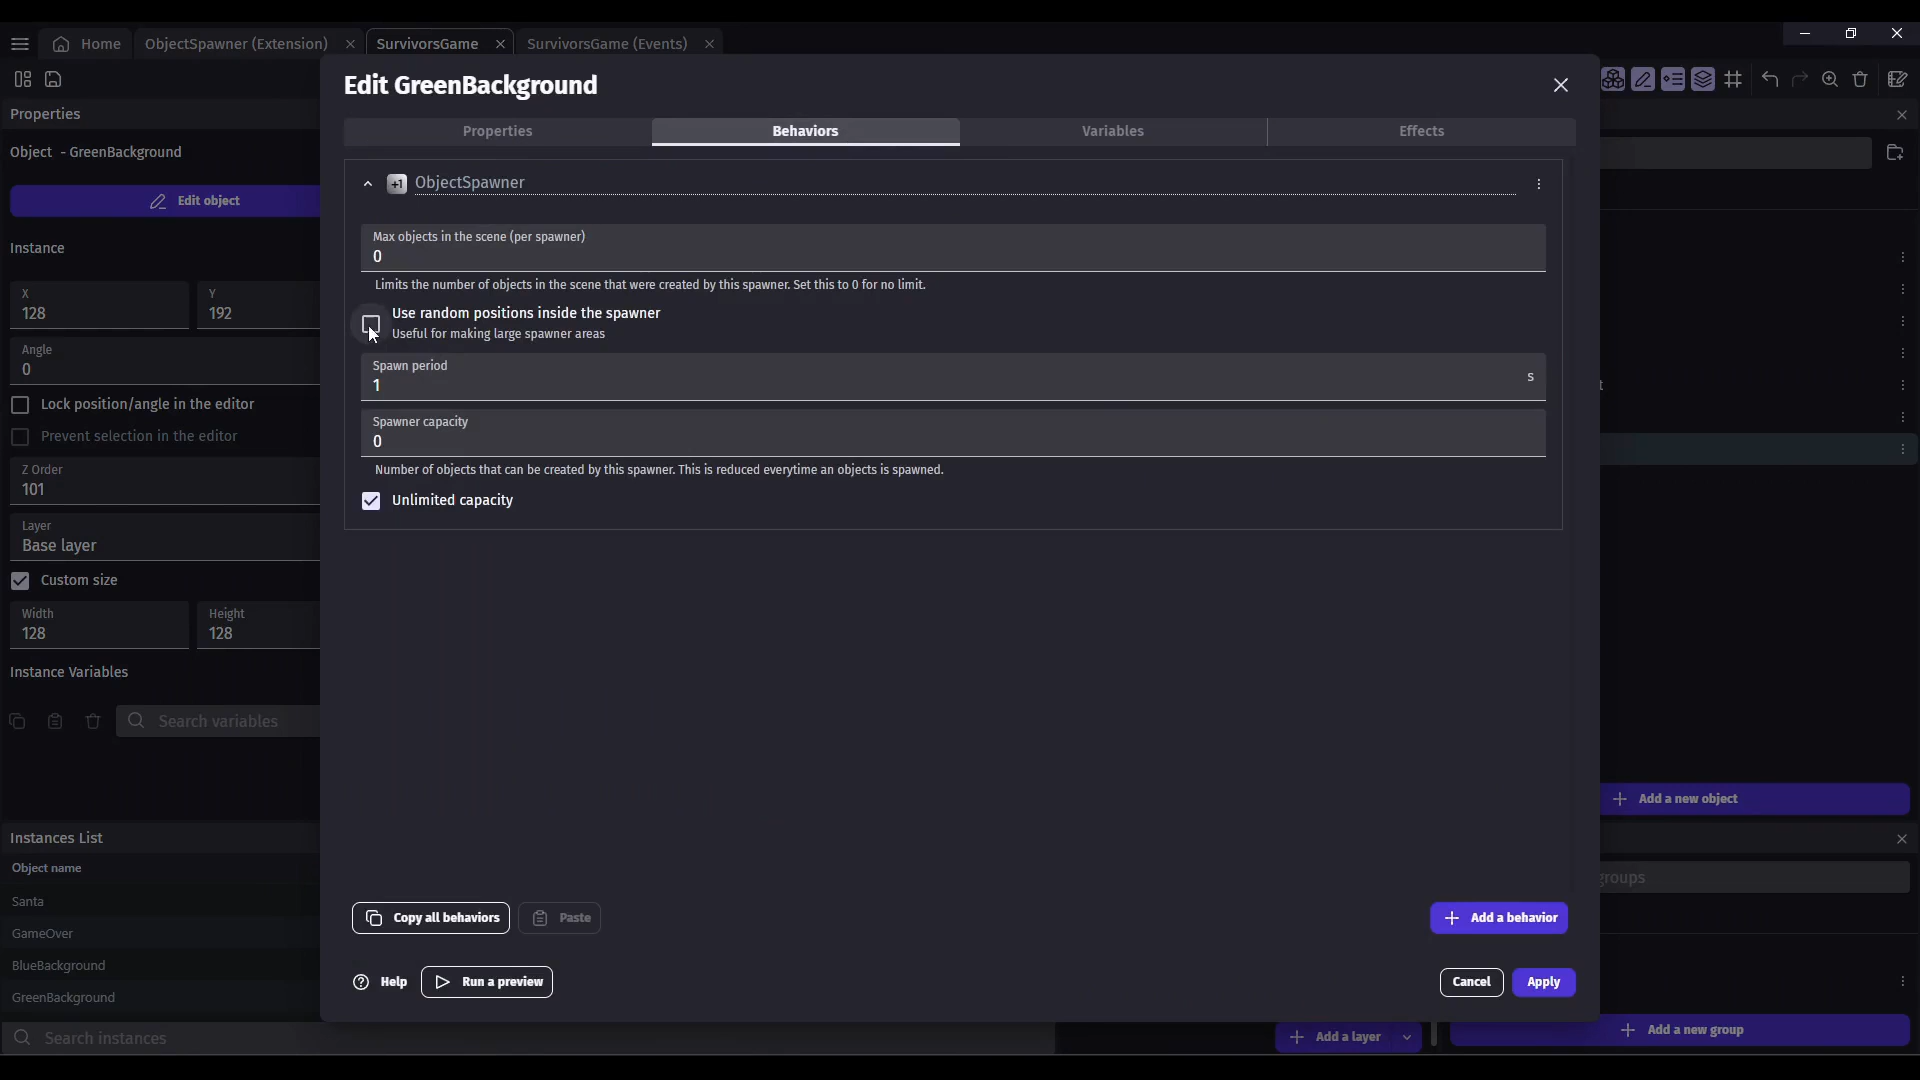 Home
ObjectSpawner (Extension)
SurvivorsGame
SurvivorsGame (Events)
Properties
Object - GreenBackground
Edit object
Instance
X
128
Y
192
Angle
0
Lock position/angle in the editor
Prevent selection in the editor
Z Order
101
Layer
Base layer
Custom size
Width
128
Height
128
Instance Variables
Search variables
Instances List
Object name
Santa
GameOver
BlueBackground
GreenBackground
Search instances
Edit GreenBackground
Properties
Behaviors
Variables
Effects
+1 ObjectSpawner
Max objects in the scene (per spawner)
0
Limits the number of objects in the scene that were created by this spawner. Set this to 0 for no limit.
Use random positions inside the spawner
Useful for making large spawner areas
Spawn period
1
s
Spawner capacity
0
Number of objects that can be created by this spawner. This is reduced everytime an objects is spawned.
Unlimited capacity
Copy all behaviors
Paste
Add a behavior
Help
Run a preview
Cancel
Apply
Add a layer
Add a new object
groups
Add a new group